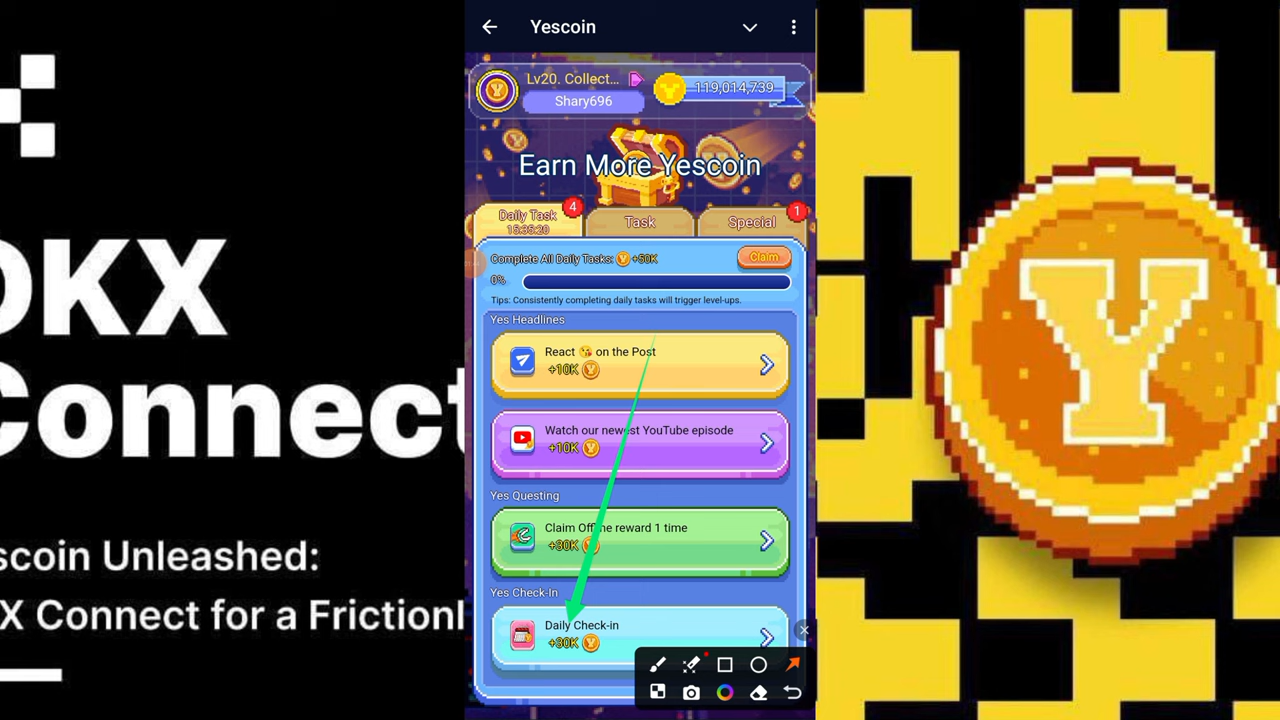 OKX
Connect
scoin Unleashed:
X Connect for a Frictionl
Yescoin
Lv20. Collect...
Shary696
119,014,739
Earn More Yescoin
Daily Task
15:35:20
4
Task
Special
1
Complete All Daily Tasks: +50K
Claim
0%
Tips: Consistently completing daily tasks will trigger level-ups.
Yes Headlines
React 😘 on the Post
+10K
Watch our newest YouTube episode
+10K
Yes Questing
Claim Offline reward 1 time
+30K
Yes Check-In
Daily Check-in
+30K
Y